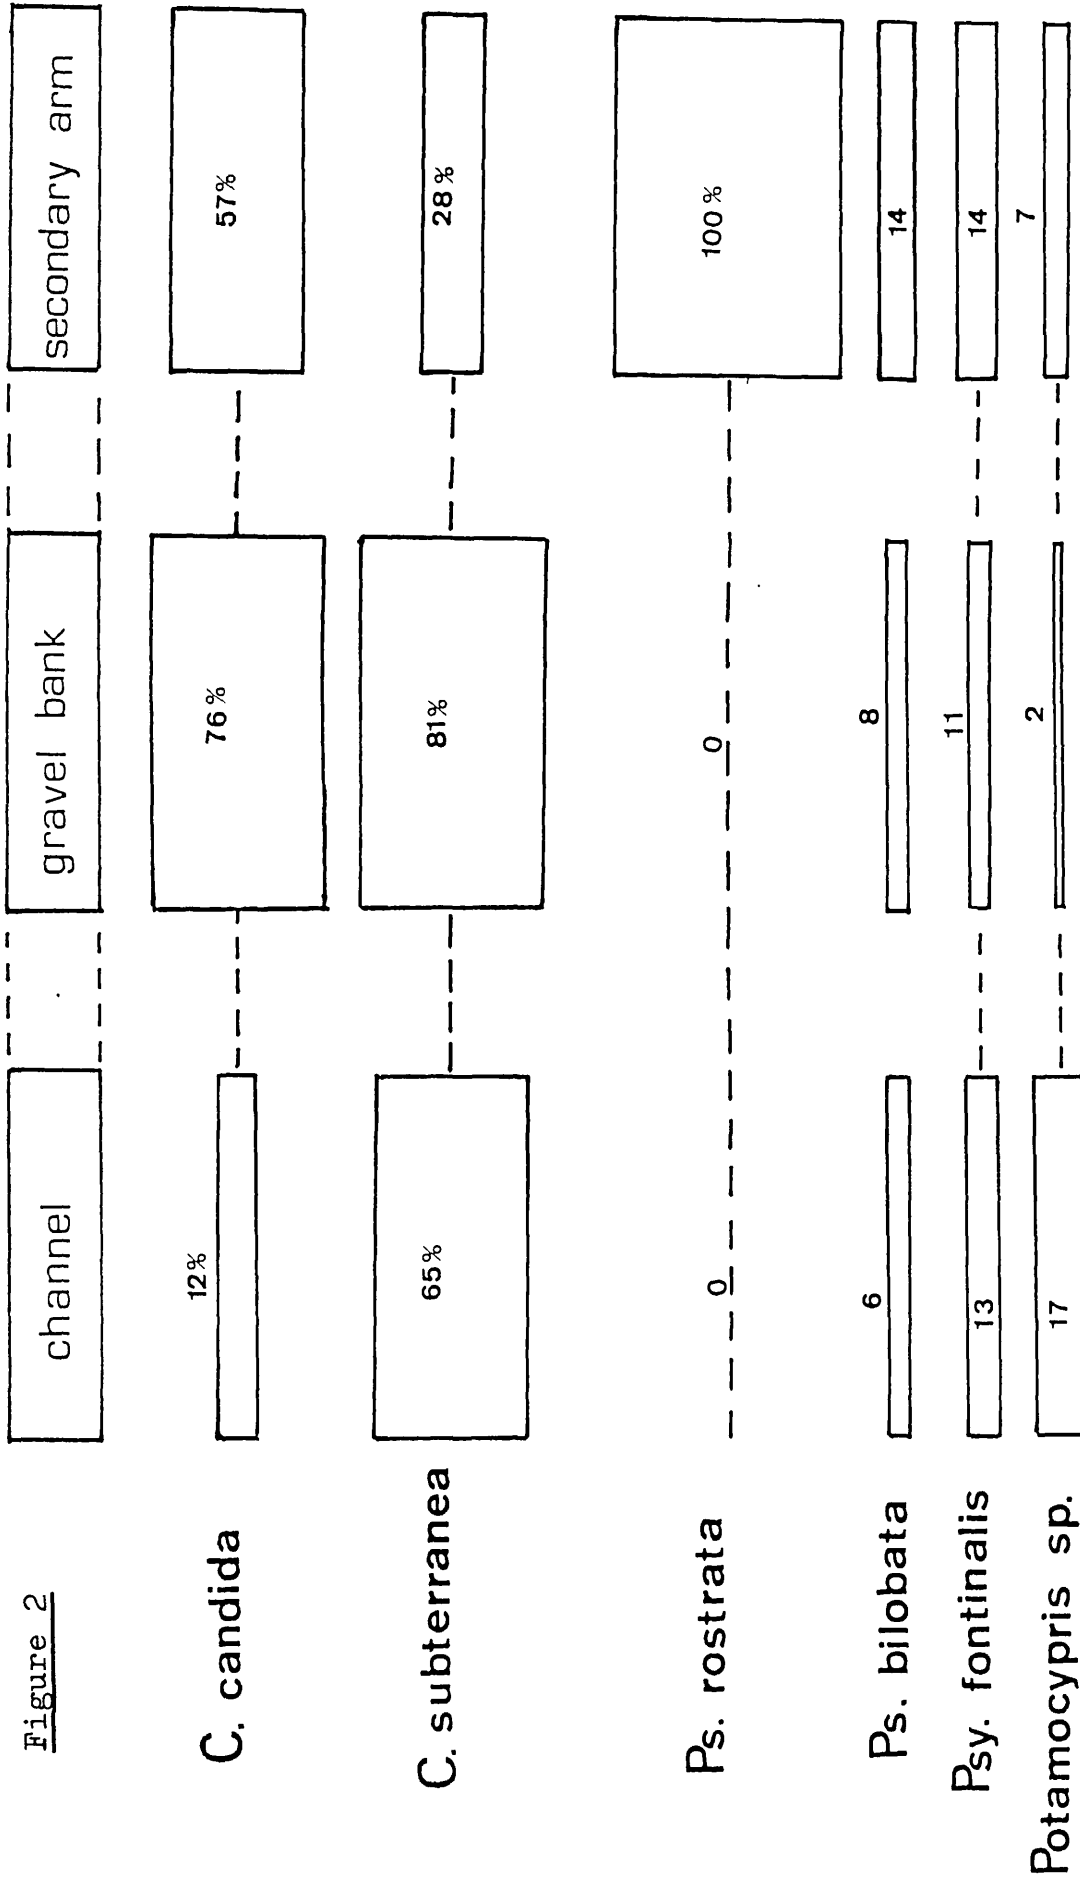 Figure 2
channel gravel bank secondary arm
C. candida 12% 76% 57%
C. subterranea 65% 81% 28%
Ps. rostrata 0 0 100%
Ps. bilobata 6 8 14
Psy. fontinalis 13 11 14
Potamocypris sp. 17 2 7